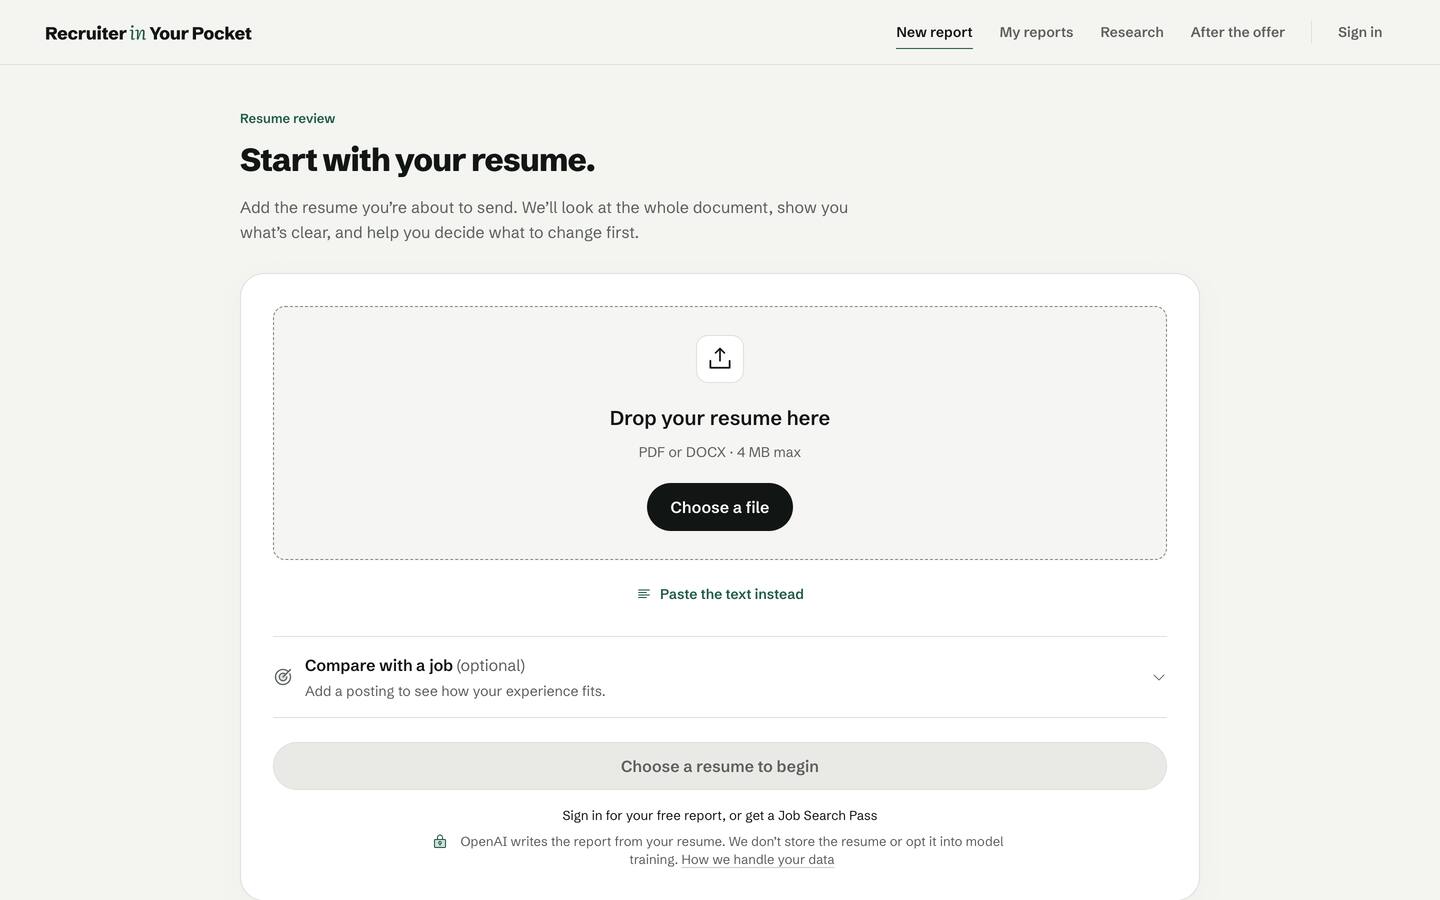 Recruiter in Your Pocket
New report
My reports
Research
After the offer
Sign in
Resume review
Start with your resume.
Add the resume you’re about to send. We’ll look at the whole document, show you
what’s clear, and help you decide what to change first.
Drop your resume here
PDF or DOCX · 4 MB max
Choose a file
Paste the text instead
Compare with a job (optional)
Add a posting to see how your experience fits.
Choose a resume to begin
Sign in for your free report, or get a Job Search Pass
OpenAI writes the report from your resume. We don’t store the resume or opt it into model
training. How we handle your data